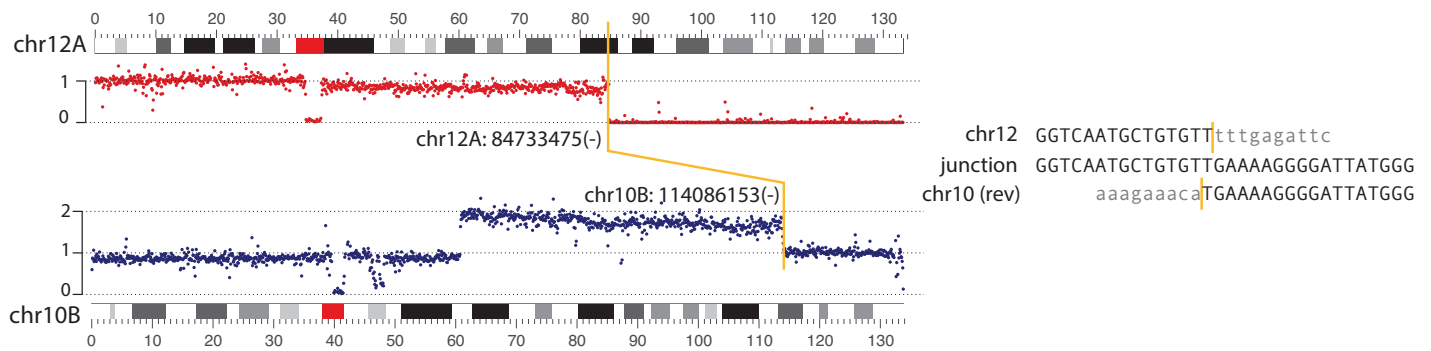 0 10 20 30 40 50 60 70 80 90 100 110 120 130
chr12A
1
0
chr12A: 84733475(-)
chr12 GGTCAATGCTGTGTTtttgagattc
junction GGTCAATGCTGTGTTGAAAAGGGGATTATGGG
chr10 (rev) aaagaaacaTGAAAAGGGGATTATGGG
chr10B: 114086153(-)
2
1
0
chr10B
0 10 20 30 40 50 60 70 80 90 100 110 120 130